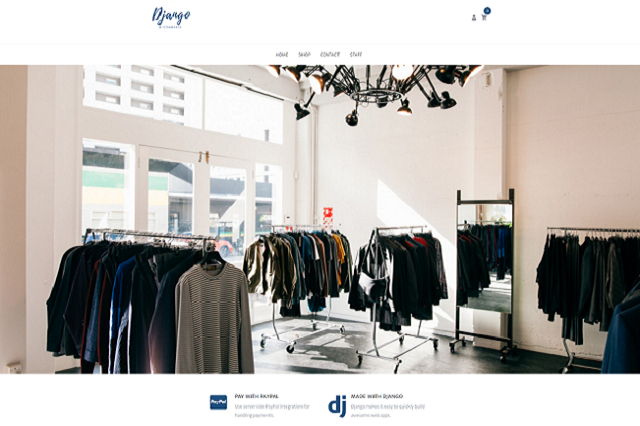 Django
ECOMMERCE
0
HOME SHOP CONTACT STAFF
PayPal
PAY WITH PAYPAL
Use server-side PayPal integrations for
handling payments.
dj
MADE WITH DJANGO
Django makes it easy to quickly build
awesome web apps.